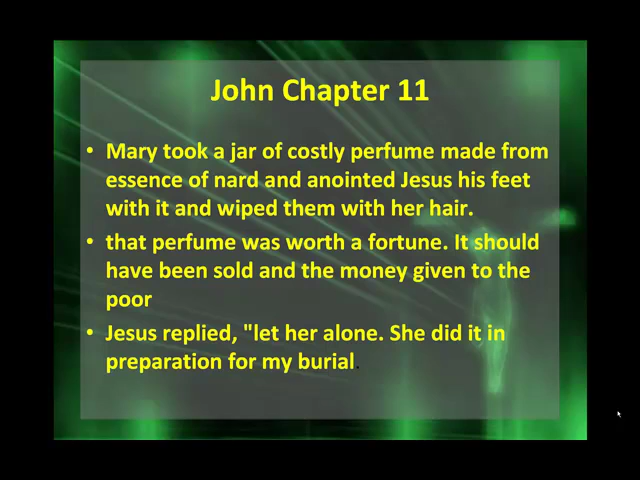 John Chapter 11
• Mary took a jar of costly perfume made from
essence of nard and anointed Jesus his feet
with it and wiped them with her hair.
• that perfume was worth a fortune. It should
have been sold and the money given to the
poor
• Jesus replied, "let her alone. She did it in
preparation for my burial.